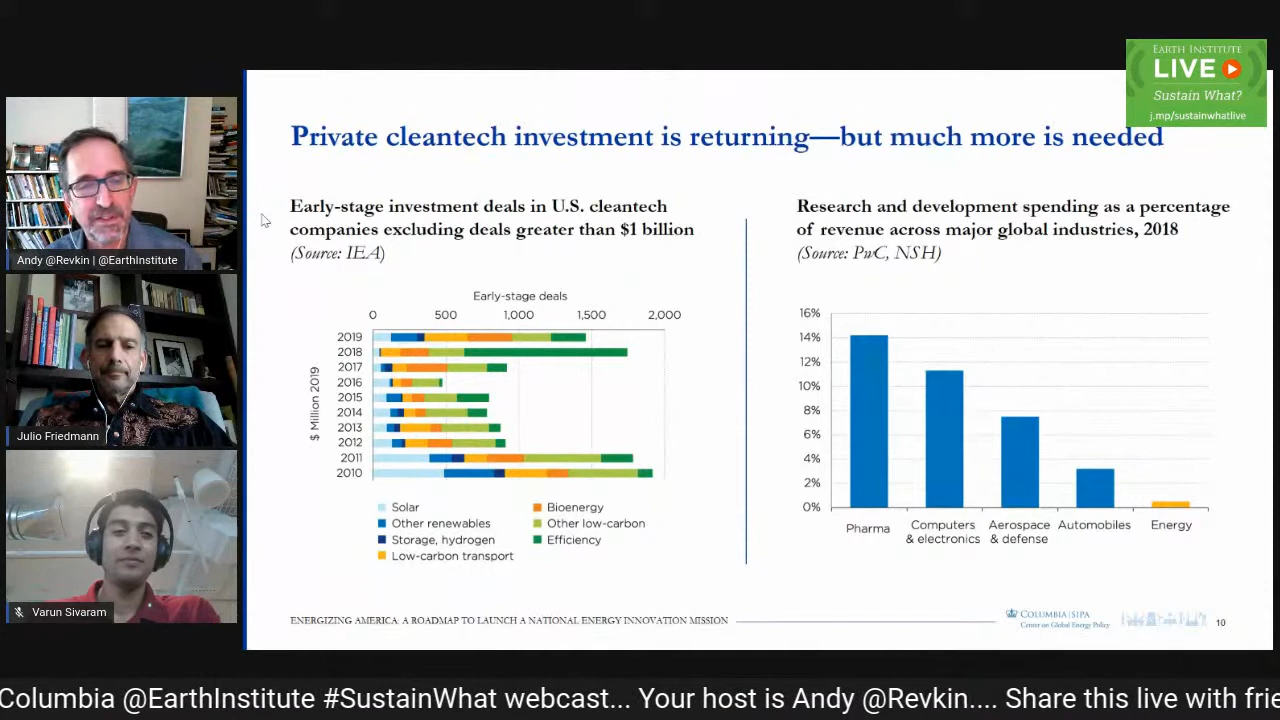 EARTH INSTITUTE
LIVE
Sustain What?
j.mp/sustainwhatlive
Andy @Revkin | @EarthInstitute
Julio Friedmann
Varun Sivaram
Private cleantech investment is returning—but much more is needed
Early-stage investment deals in U.S. cleantech
companies excluding deals greater than $1 billion
(Source: IEA)
Early-stage deals
0 500 1,000 1,500 2,000
$ Million 2019
2019
2018
2017
2016
2015
2014
2013
2012
2011
2010
Solar
Other renewables
Storage, hydrogen
Low-carbon transport
Bioenergy
Other low-carbon
Efficiency
Research and development spending as a percentage
of revenue across major global industries, 2018
(Source: PwC, NSH)
16%
14%
12%
10%
8%
6%
4%
2%
0%
Pharma
Computers
& electronics
Aerospace
& defense
Automobiles
Energy
ENERGIZING AMERICA: A ROADMAP TO LAUNCH A NATIONAL ENERGY INNOVATION MISSION
COLUMBIA | SIPA
Center on Global Energy Policy
10
Columbia @EarthInstitute #SustainWhat webcast... Your host is Andy @Revkin.... Share this live with frie